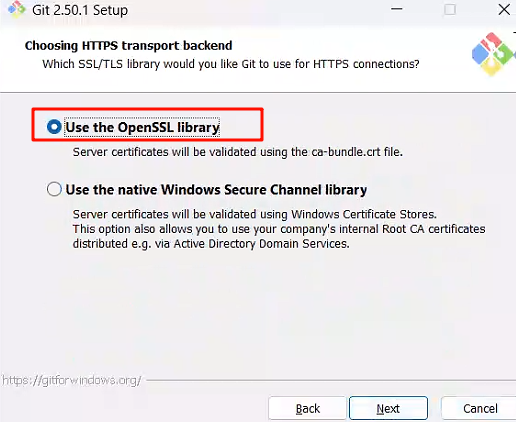 Git 2.50.1 Setup
Choosing HTTPS transport backend
Which SSL/TLS library would you like Git to use for HTTPS connections?
Use the OpenSSL library
Server certificates will be validated using the ca-bundle.crt file.
Use the native Windows Secure Channel library
Server certificates will be validated using Windows Certificate Stores.
This option also allows you to use your company's internal Root CA certificates
distributed e.g. via Active Directory Domain Services.
https://gitforwindows.org/
Back
Next
Cancel